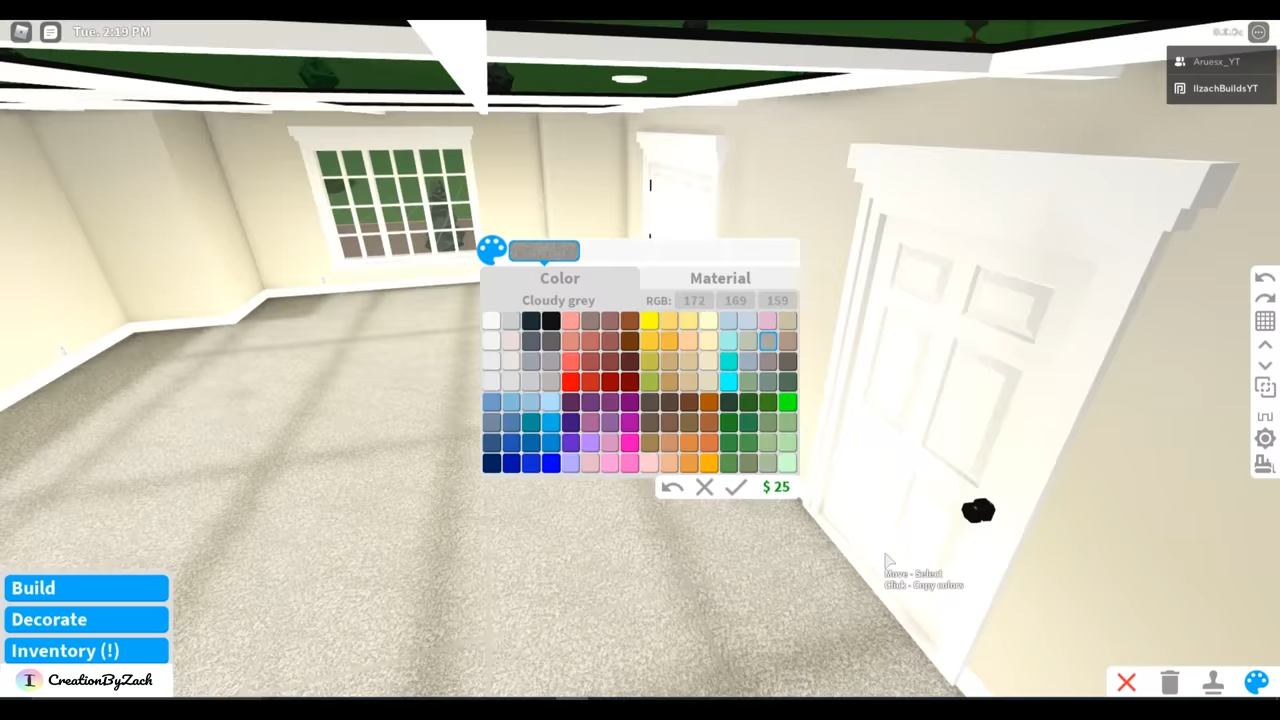 Tue. 2:19 PM
Aruesx_YT
IlzachBuildsYT
Color
Material
Cloudy grey
RGB: 172 169 159
$ 25
Move - Select
Click - Copy colors
Build
Decorate
Inventory (!)
I CreationByZach